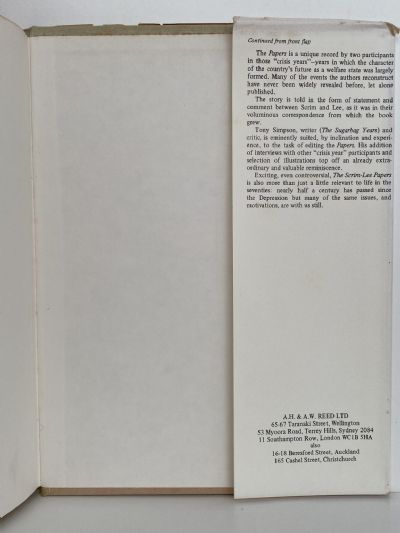 Continued from front flap
The Papers is a unique record by two participants
in those "crisis years"–years in which the character
of the country's future as a welfare state was largely
formed. Many of the events the authors reconstruct
have never been widely revealed before, let alone
published.
The story is told in the form of statement and
comment between Scrim and Lee, as it was in their
voluminous correspondence from which the book
grew.
Tony Simpson, writer (The Sugarbag Years) and
critic, is eminently suited, by inclination and experi-
ence, to the task of editing the Papers. His addition
of interviews with other "crisis year" participants and
selection of illustrations top off an already extra-
ordinary and valuable reminiscence.
Exciting, even controversial, The Scrim-Lee Papers
is also more than just a little relevant to life in the
seventies: nearly half a century has passed since
the Depression but many of the same issues, and
motivations, are with us still.
A.H. & A.W. REED LTD
65-67 Taranaki Street, Wellington
53 Myoora Road, Terrey Hills, Sydney 2084
11 Southampton Row, London WC1B 5HA
also
16-18 Beresford Street, Auckland
165 Cashel Street, Christchurch